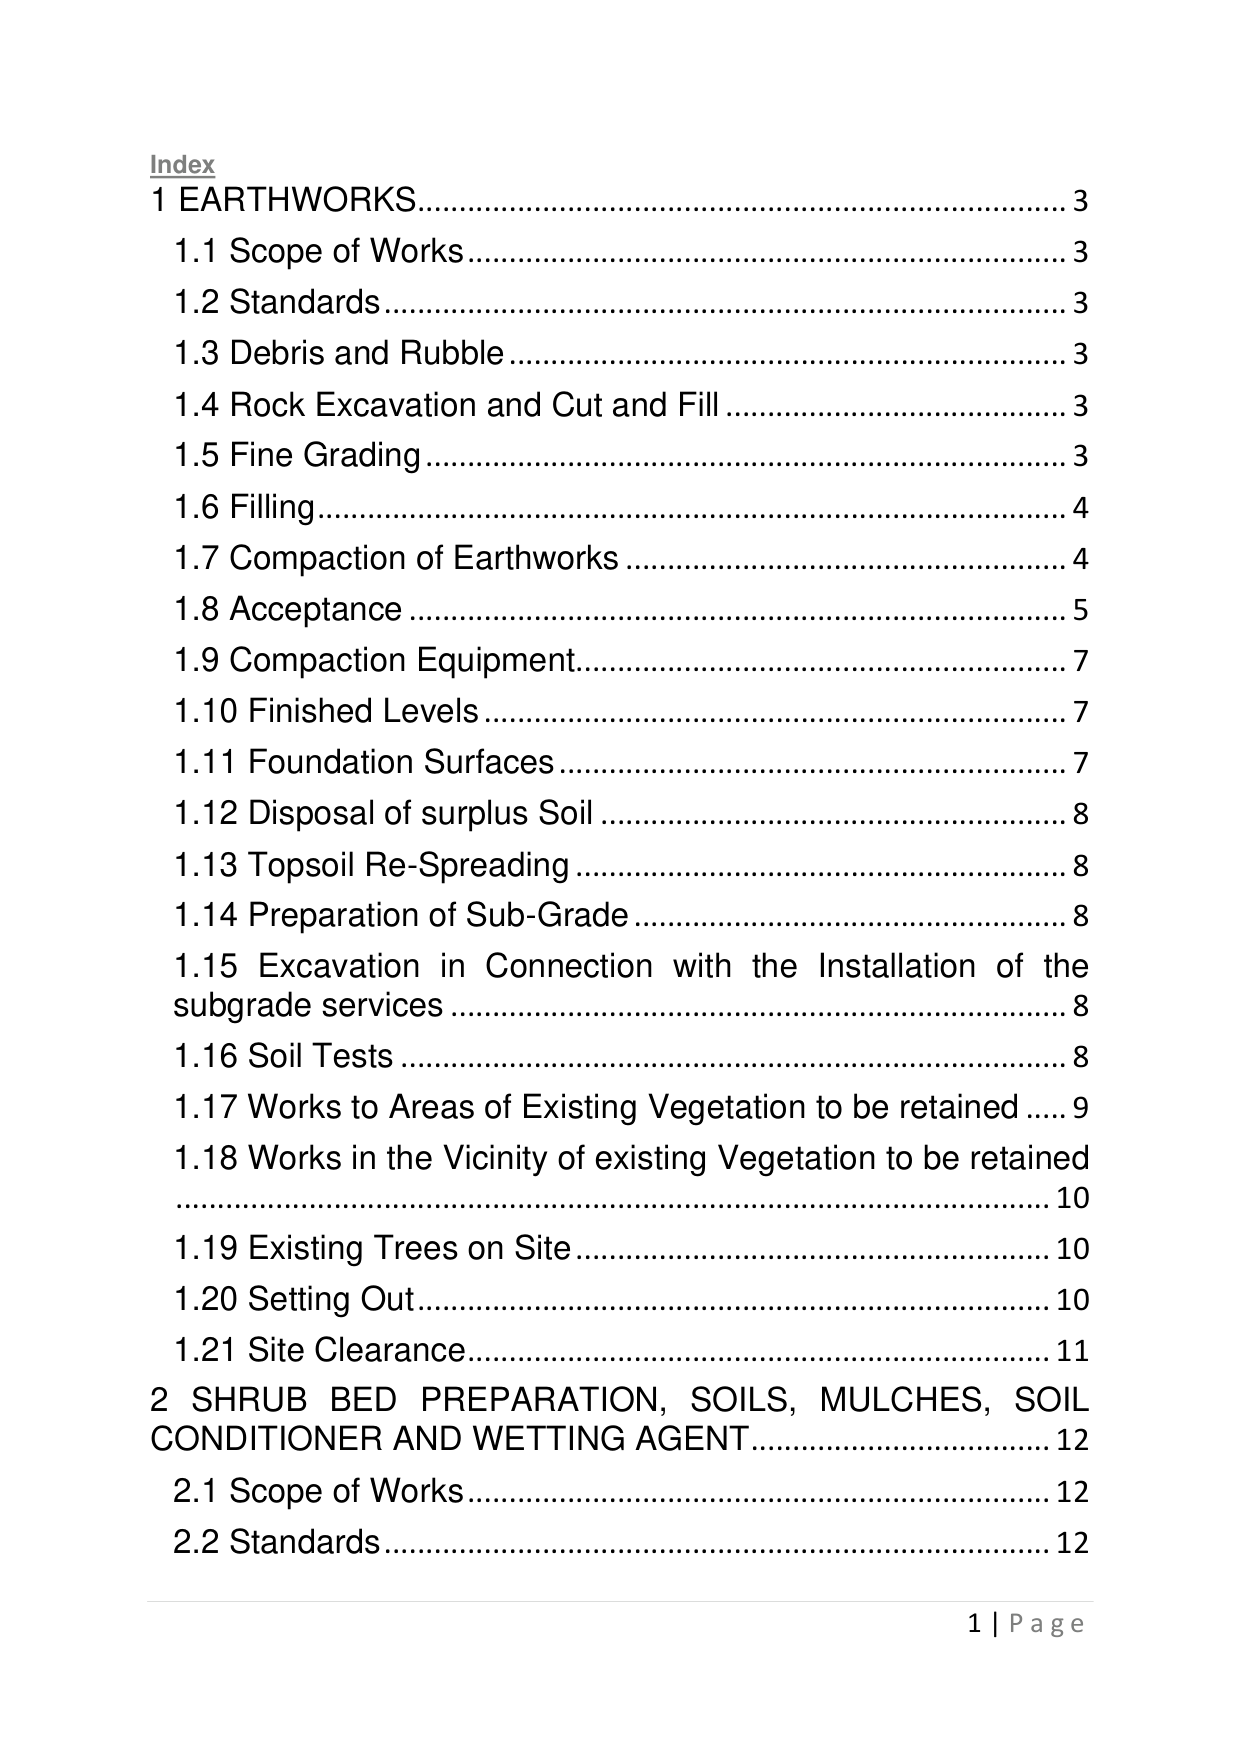 Index
1 EARTHWORKS.............................................................................. 3
1.1 Scope of Works........................................................................ 3
1.2 Standards.................................................................................. 3
1.3 Debris and Rubble................................................................... 3
1.4 Rock Excavation and Cut and Fill......................................... 3
1.5 Fine Grading............................................................................. 3
1.6 Filling.......................................................................................... 4
1.7 Compaction of Earthworks..................................................... 4
1.8 Acceptance............................................................................... 5
1.9 Compaction Equipment........................................................... 7
1.10 Finished Levels...................................................................... 7
1.11 Foundation Surfaces............................................................. 7
1.12 Disposal of surplus Soil........................................................ 8
1.13 Topsoil Re-Spreading........................................................... 8
1.14 Preparation of Sub-Grade.................................................... 8
1.15 Excavation in Connection with the Installation of the
subgrade services.......................................................................... 8
1.16 Soil Tests................................................................................ 8
1.17 Works to Areas of Existing Vegetation to be retained..... 9
1.18 Works in the Vicinity of existing Vegetation to be retained
......................................................................................................... 10
1.19 Existing Trees on Site......................................................... 10
1.20 Setting Out............................................................................ 10
1.21 Site Clearance...................................................................... 11
2 SHRUB BED PREPARATION, SOILS, MULCHES, SOIL
CONDITIONER AND WETTING AGENT.................................... 12
2.1 Scope of Works...................................................................... 12
2.2 Standards................................................................................ 12
1 | Page